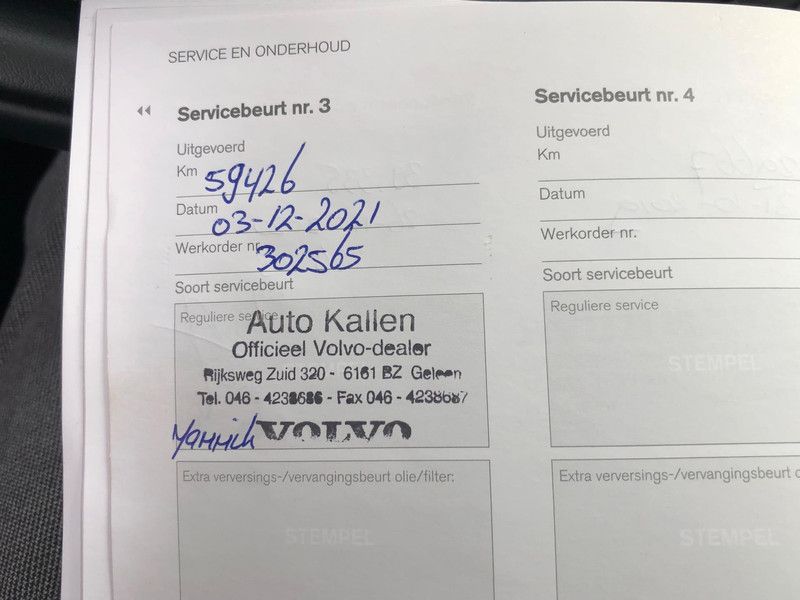 SERVICE EN ONDERHOUD
Servicebeurt nr. 3
Uitgevoerd
Km 59426
Datum 03-12-2021
Werkorder nr. 302565
Soort servicebeurt
Reguliere service
Auto Kallen
Officieel Volvo-dealer
Rijksweg Zuid 320 - 6161 BZ Geleen
Tel. 046 - 4238686 - Fax 046 - 4238687
Yannick VOLVO
Extra verversings-/vervangingsbeurt olie/filter:
STEMPEL
Servicebeurt nr. 4
Uitgevoerd
Km
Datum
Werkorder nr.
Soort servicebeurt
Reguliere service
STEMPEL
Extra verversings-/vervangingsbeurt
STEMPEL